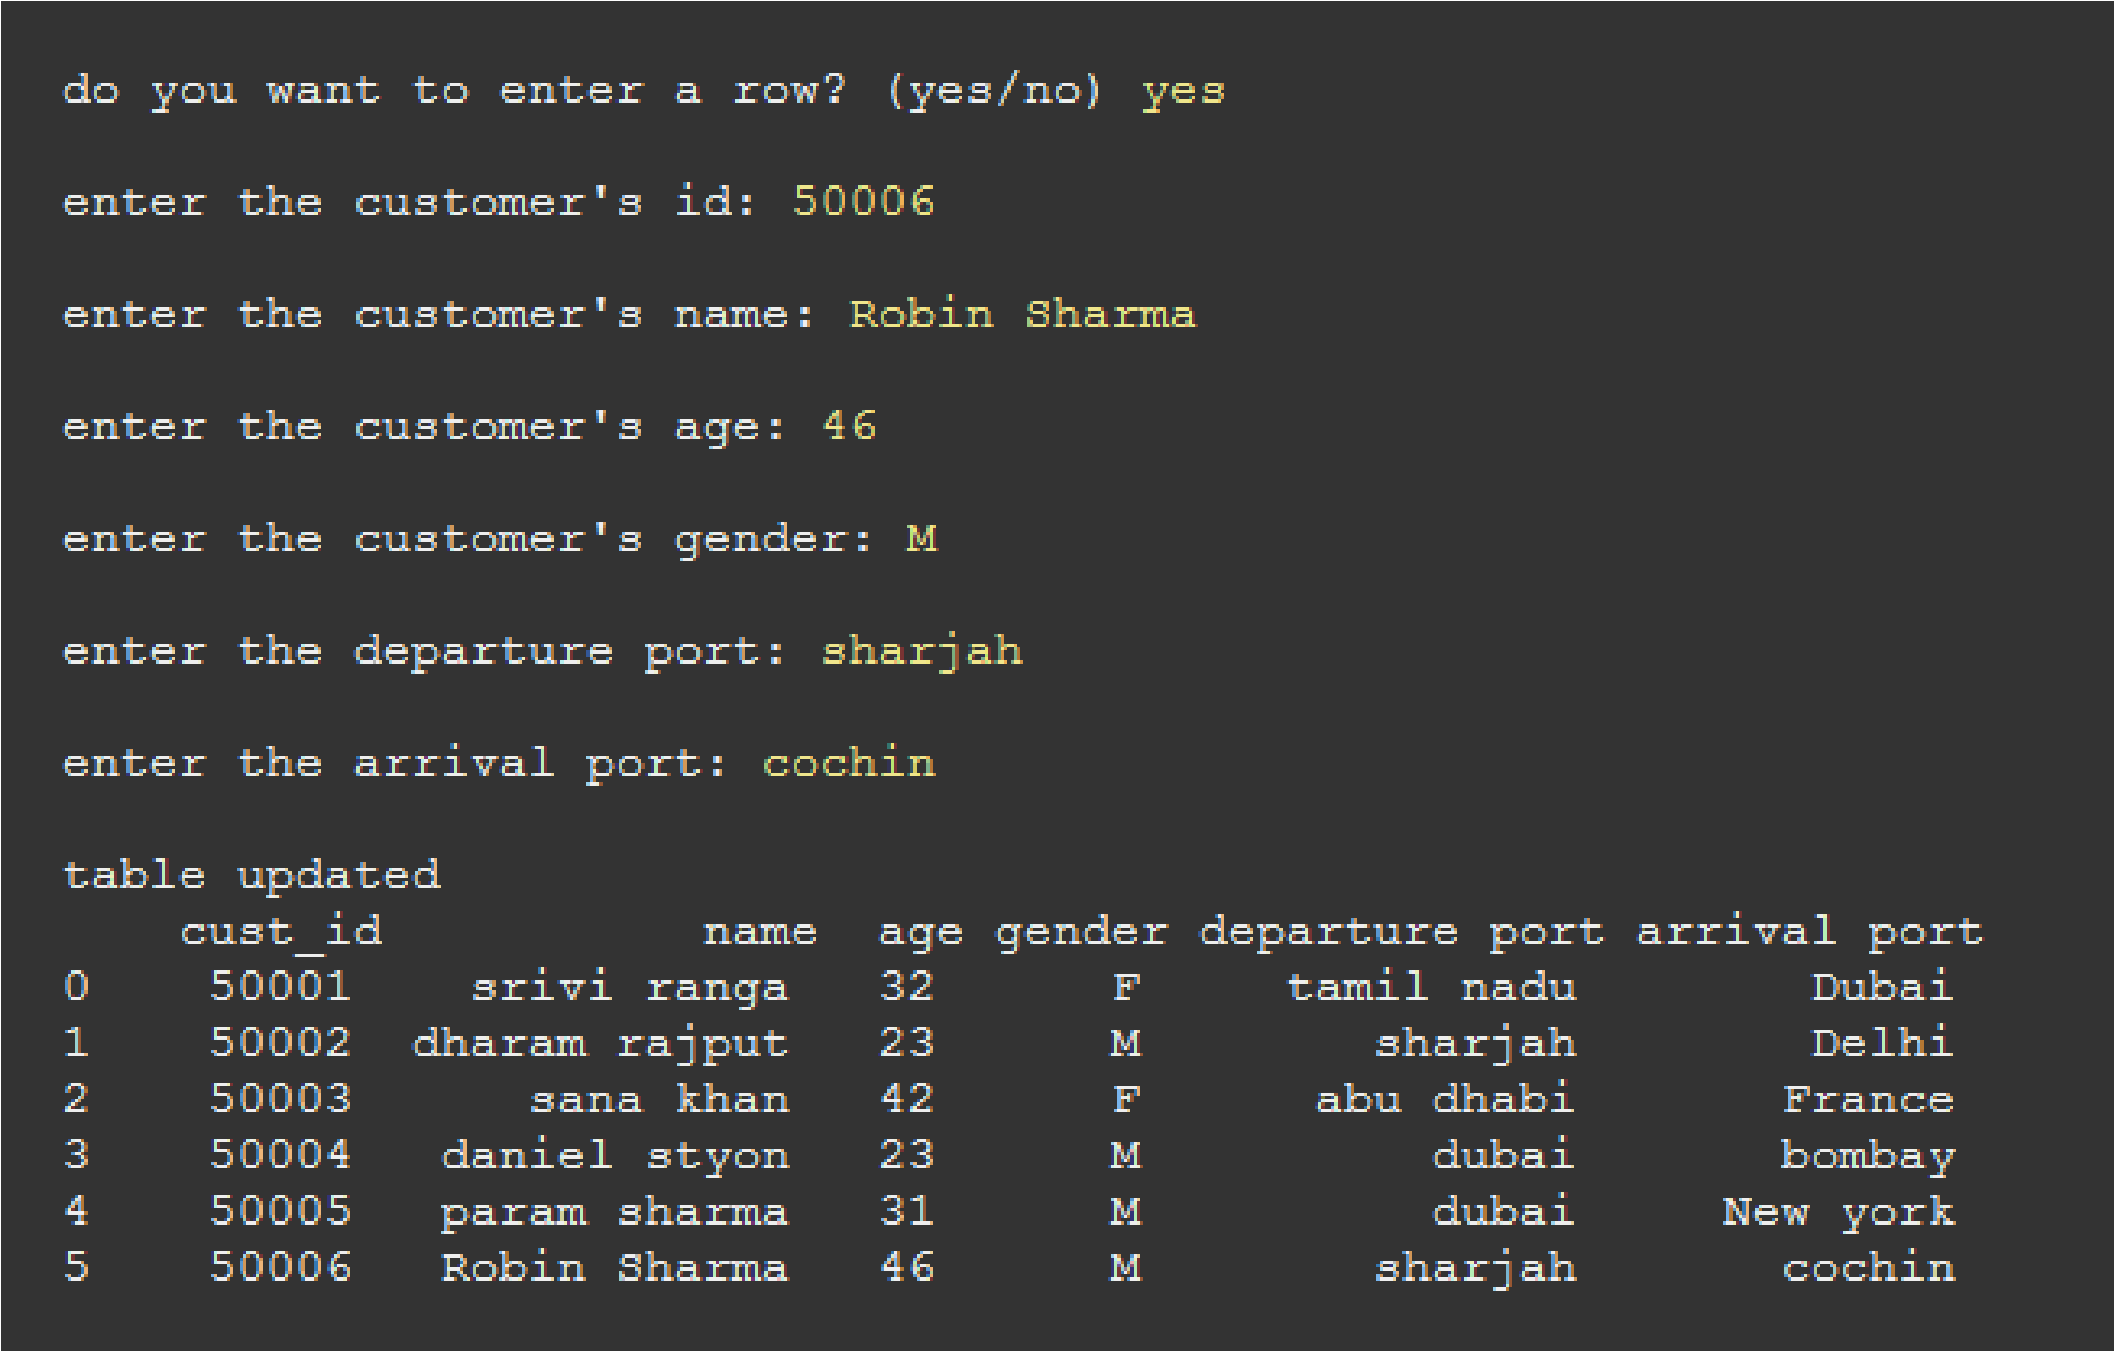 do you want to enter a row? (yes/no) yes
enter the customer's id: 50006
enter the customer's name: Robin Sharma
enter the customer's age: 46
enter the customer's gender: M
enter the departure port: sharjah
enter the arrival port: cochin
table updated
cust_id name age gender departure port arrival port
0 50001 srivi ranga 32 F tamil nadu Dubai
1 50002 dharam rajput 23 M sharjah Delhi
2 50003 sana khan 42 F abu dhabi France
3 50004 daniel styon 23 M dubai bombay
4 50005 param sharma 31 M dubai New york
5 50006 Robin Sharma 46 M sharjah cochin